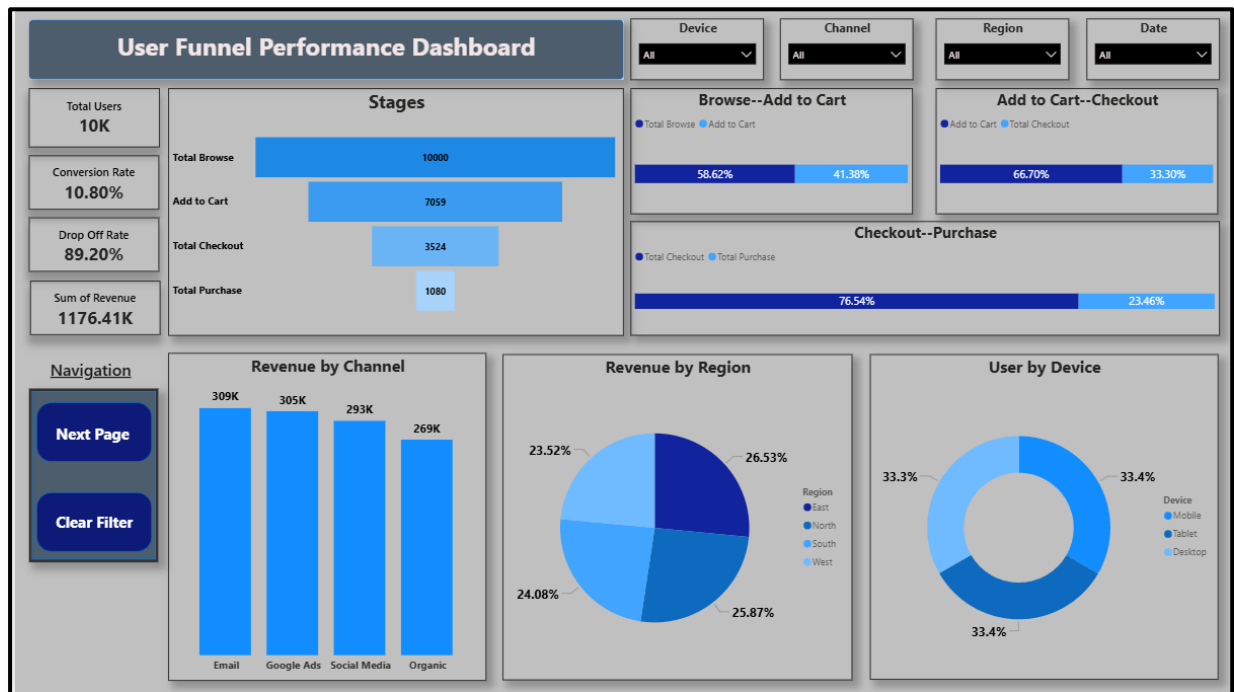 User Funnel Performance Dashboard
Device
All
Channel
All
Region
All
Date
All
Total Users
10K
Conversion Rate
10.80%
Drop Off Rate
89.20%
Sum of Revenue
1176.41K
Stages
Total Browse
10000
Add to Cart
7059
Total Checkout
3524
Total Purchase
1080
Browse--Add to Cart
Total Browse Add to Cart
58.62% 41.38%
Add to Cart--Checkout
Add to Cart Total Checkout
66.70% 33.30%
Checkout--Purchase
Total Checkout Total Purchase
76.54% 23.46%
Navigation
Next Page
Clear Filter
Revenue by Channel
309K 305K 293K 269K
Email Google Ads Social Media Organic
Revenue by Region
23.52%
26.53%
24.08%
25.87%
Region
East
North
South
West
User by Device
33.3%
33.4%
33.4%
Device
Mobile
Tablet
Desktop